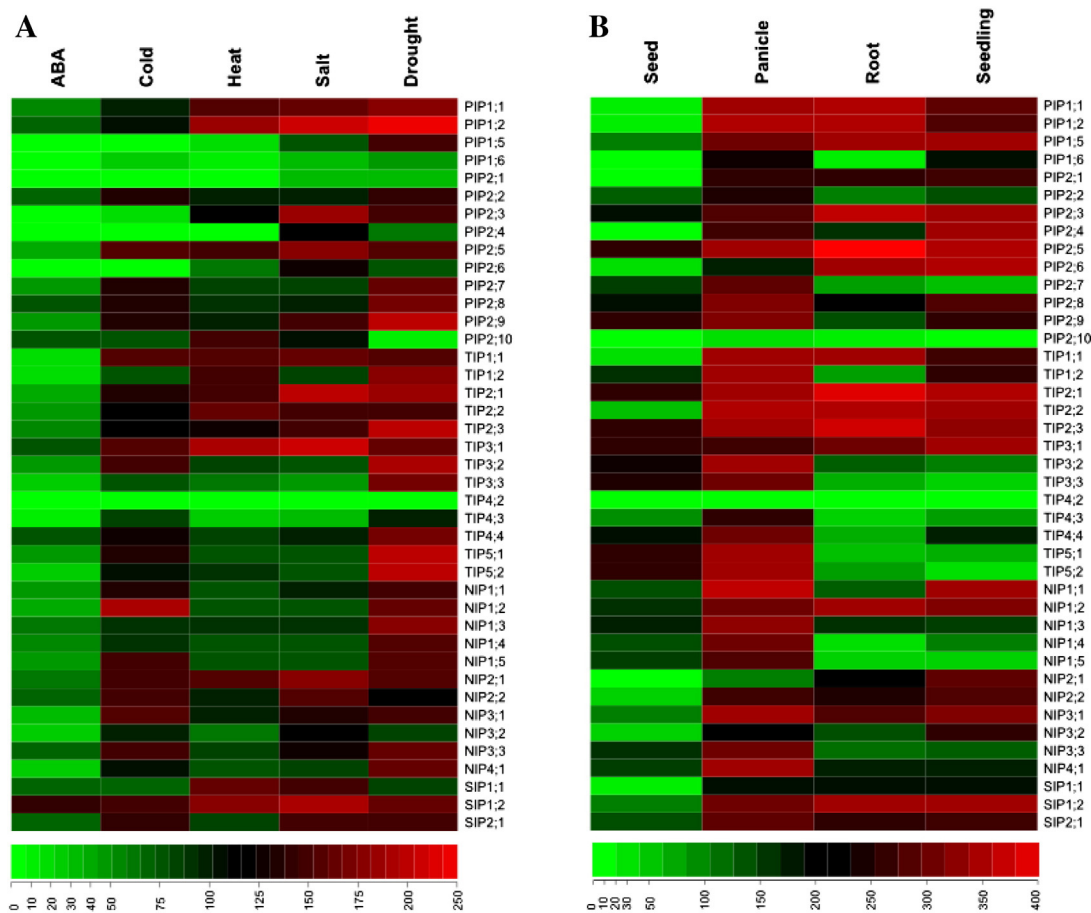 A
ABA
Cold
Heat
Salt
Drought
PIP1;1
PIP1;2
PIP1;5
PIP1;6
PIP2;1
PIP2;2
PIP2;3
PIP2;4
PIP2;5
PIP2;6
PIP2;7
PIP2;8
PIP2;9
PIP2;10
TIP1;1
TIP1;2
TIP2;1
TIP2;2
TIP2;3
TIP3;1
TIP3;2
TIP3;3
TIP4;2
TIP4;3
TIP4;4
TIP5;1
TIP5;2
NIP1;1
NIP1;2
NIP1;3
NIP1;4
NIP1;5
NIP2;1
NIP2;2
NIP3;1
NIP3;2
NIP3;3
NIP4;1
SIP1;1
SIP1;2
SIP2;1
0 10 20 30 40 50 75 100 125 150 175 200 250
B
Seed
Panicle
Root
Seedling
PIP1;1
PIP1;2
PIP1;5
PIP1;6
PIP2;1
PIP2;2
PIP2;3
PIP2;4
PIP2;5
PIP2;6
PIP2;7
PIP2;8
PIP2;9
PIP2;10
TIP1;1
TIP1;2
TIP2;1
TIP2;2
TIP2;3
TIP3;1
TIP3;2
TIP3;3
TIP4;2
TIP4;3
TIP4;4
TIP5;1
TIP5;2
NIP1;1
NIP1;2
NIP1;3
NIP1;4
NIP1;5
NIP2;1
NIP2;2
NIP3;1
NIP3;2
NIP3;3
NIP4;1
SIP1;1
SIP1;2
SIP2;1
0 10 20 30 50 100 150 200 250 300 350 400